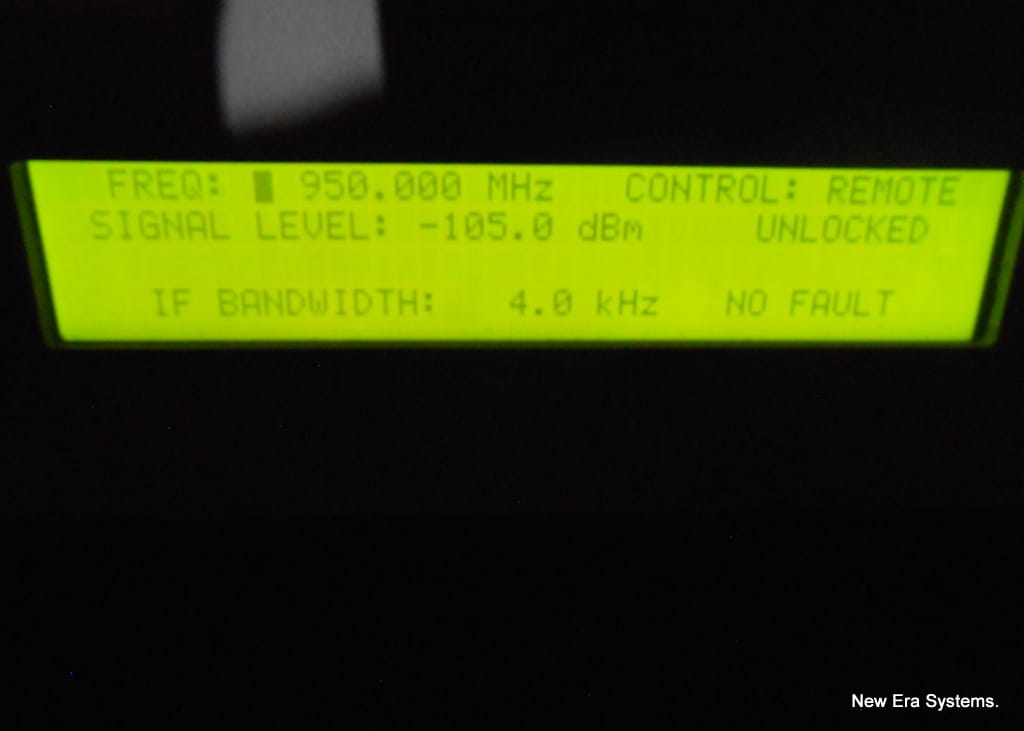 FREQ: 950.000 MHz CONTROL: REMOTE
SIGNAL LEVEL: -105.0 dBm UNLOCKED
IF BANDWIDTH: 4.0 kHz NO FAULT
New Era Systems.